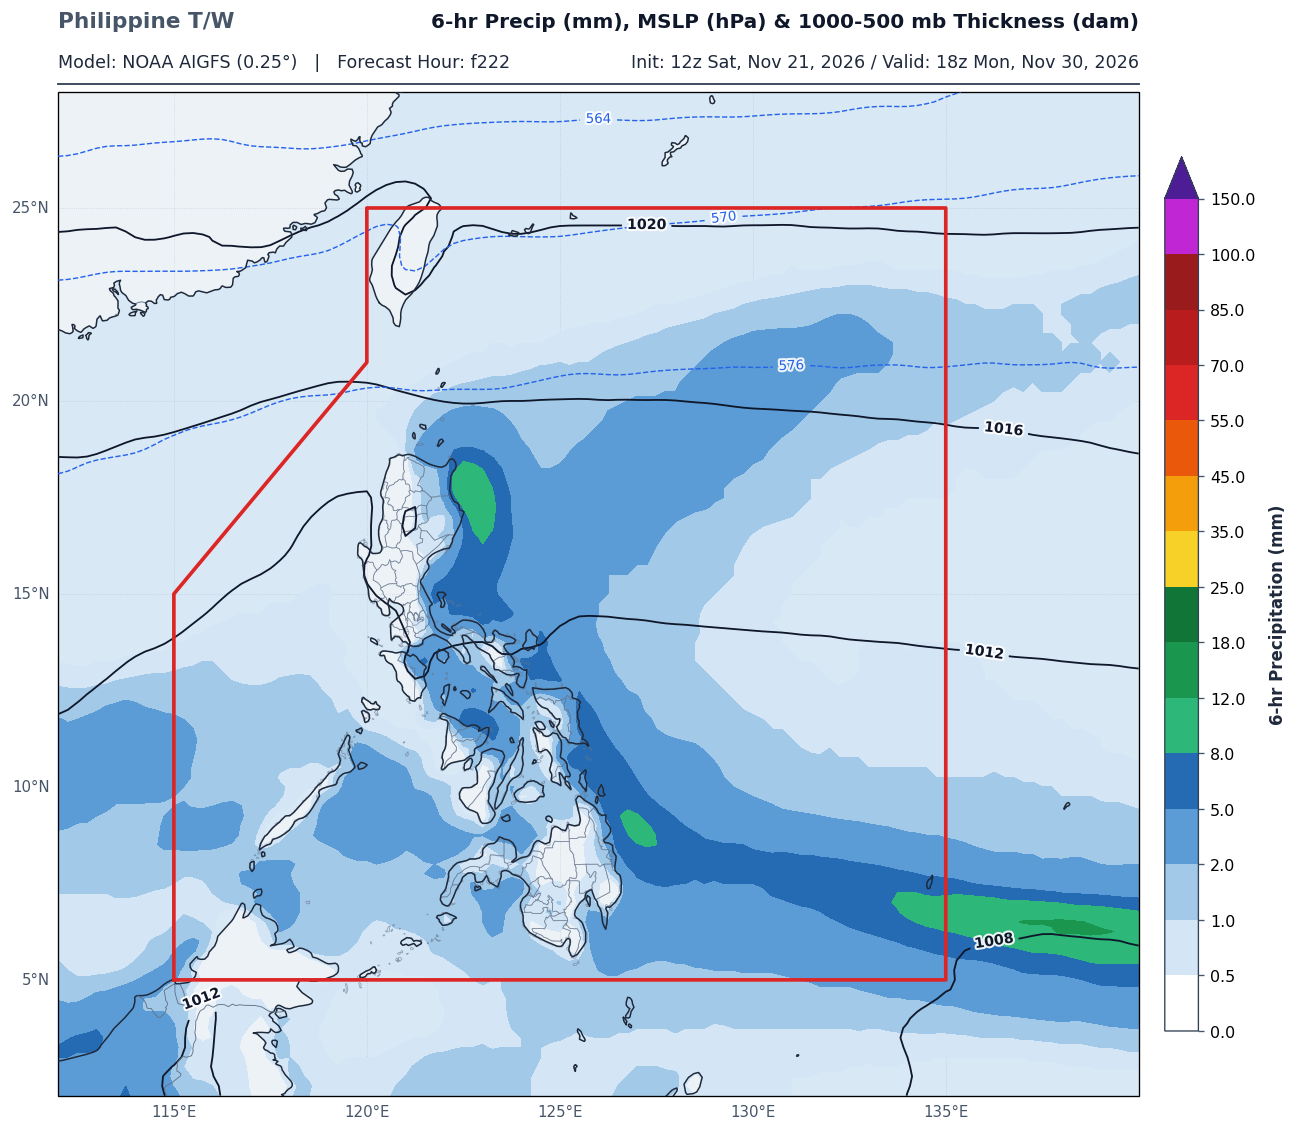 Philippine T/W
6-hr Precip (mm), MSLP (hPa) & 1000-500 mb Thickness (dam)
Model: NOAA AIGFS (0.25°) | Forecast Hour: f222
Init: 12z Sat, Nov 21, 2026 / Valid: 18z Mon, Nov 30, 2026
564
25°N
570
1020
576
20°N
1016
15°N
1012
10°N
1008
5°N
1012
115°E
120°E
125°E
130°E
135°E
150.0
100.0
85.0
70.0
55.0
45.0
35.0
25.0
18.0
12.0
8.0
5.0
2.0
1.0
0.5
0.0
6-hr Precipitation (mm)